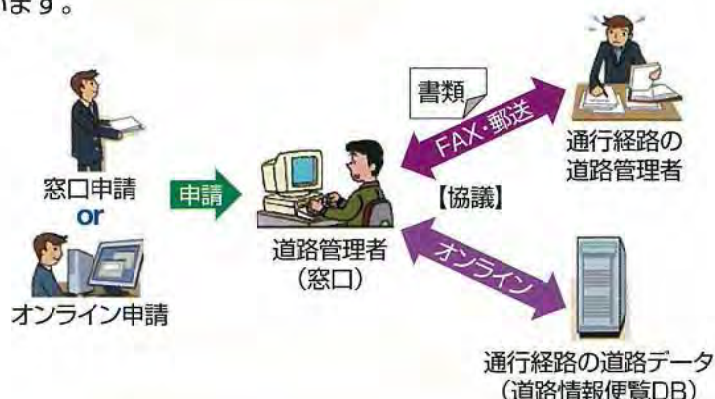 います。
窓口申請
or
オンライン申請
申請
道路管理者
（窓口）
書類
FAX・郵送
【協議】
オンライン
通行経路の
道路管理者
通行経路の道路データ
（道路情報便覧DB）